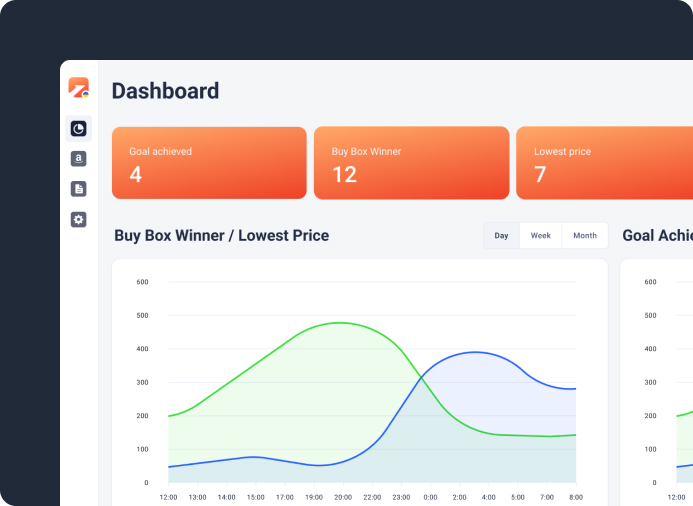 Dashboard
Goal achieved
4
Buy Box Winner
12
Lowest price
7
a
Buy Box Winner / Lowest Price
Day Week Month
Goal Achie
600
500
400
300
200
100
0
12:00 13:00 14:00 15:00 17:00 19:00 20:00 22:00 23:00 0:00 2:00 4:00 5:00 7:00 8:00
600
500
400
300
200
100
0
12:00